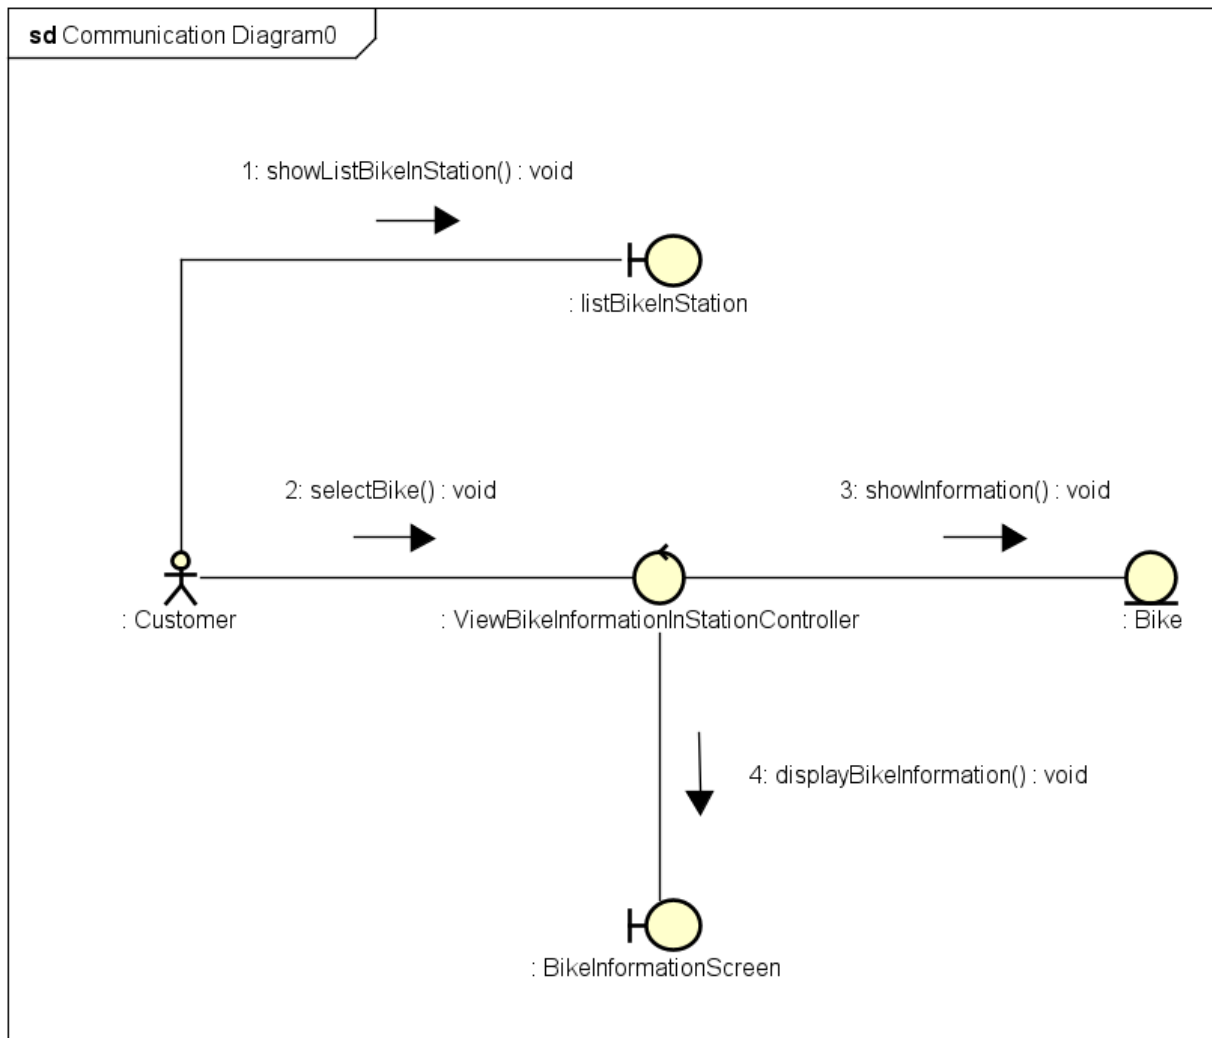 sd Communication Diagram0
1: showListBikeInStation() : void
: listBikeInStation
2: selectBike() : void
3: showInformation() : void
: Customer
: ViewBikeInformationInStationController
: Bike
4: displayBikeInformation() : void
: BikeInformationScreen